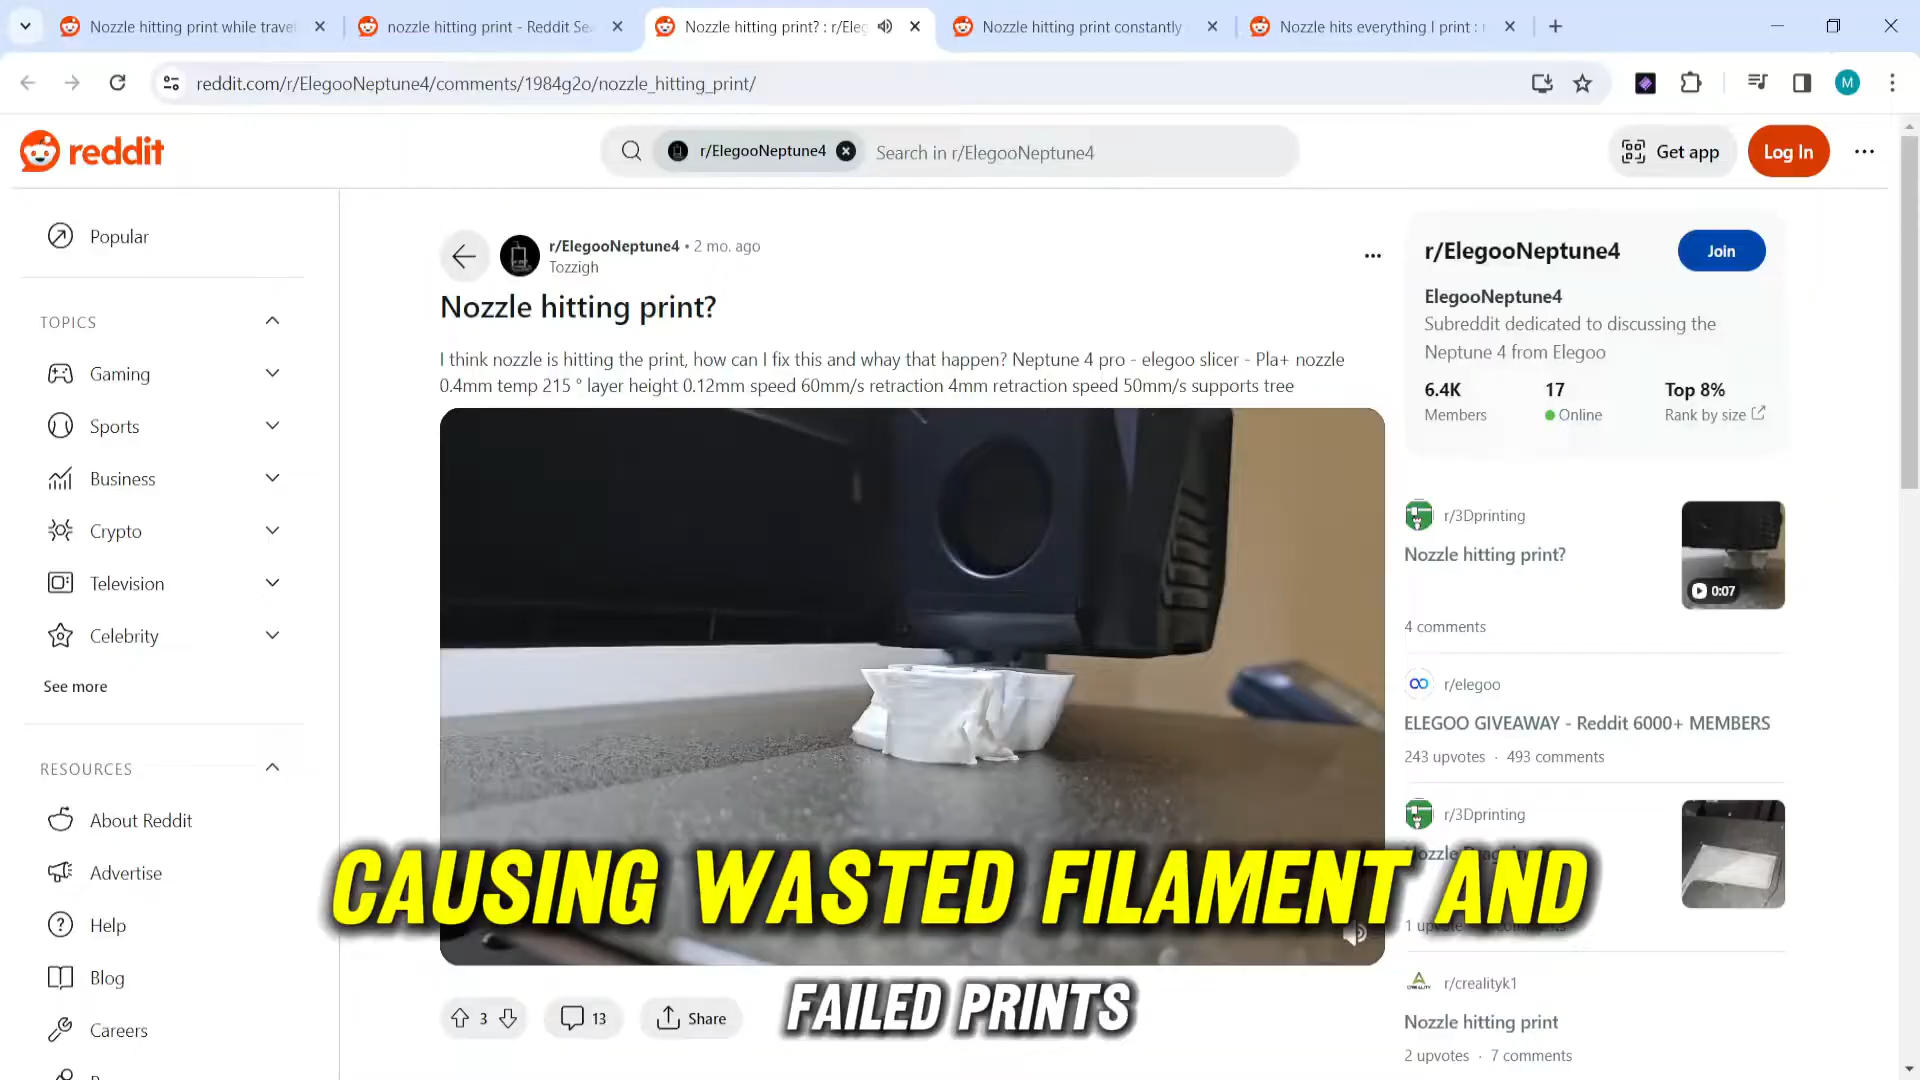 Nozzle hitting print while trave
nozzle hitting print - Reddit Se
Nozzle hitting print? : r/Eleg
Nozzle hitting print constantly
Nozzle hits everything I print :
reddit.com/r/ElegooNeptune4/comments/1984g2o/nozzle_hitting_print/
M
reddit
r/ElegooNeptune4
Search in r/ElegooNeptune4
Get app
Log In
Popular
TOPICS
Gaming
Sports
Business
Crypto
Television
Celebrity
See more
RESOURCES
About Reddit
Advertise
Help
Blog
Careers
r/ElegooNeptune4 • 2 mo. ago
Tozzigh
Nozzle hitting print?
I think nozzle is hitting the print, how can I fix this and whay that happen? Neptune 4 pro - elegoo slicer - Pla+ nozzle
0.4mm temp 215 ° layer height 0.12mm speed 60mm/s retraction 4mm retraction speed 50mm/s supports tree
CAUSING WASTED FILAMENT AND
FAILED PRINTS
3
13
Share
r/ElegooNeptune4
Join
ElegooNeptune4
Subreddit dedicated to discussing the
Neptune 4 from Elegoo
6.4K
17
Top 8%
Members
Online
Rank by size
r/3Dprinting
Nozzle hitting print?
0:07
4 comments
r/elegoo
ELEGOO GIVEAWAY - Reddit 6000+ MEMBERS
243 upvotes · 493 comments
r/3Dprinting
1 upvote
r/crealityk1
Nozzle hitting print
2 upvotes · 7 comments